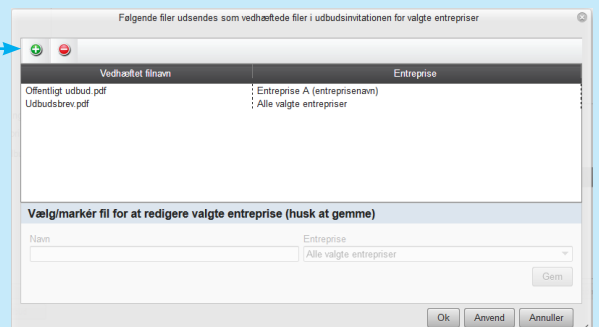 Følgende filer udsendes som vedhæftede filer i udbudsinvitationen for valgte entrepriser
Vedhæftet filnavn Entreprise
Offentligt udbud.pdf Entreprise A (entreprisenavn)
Udbudsbrev.pdf Alle valgte entrepriser
Vælg/markér fil for at redigere valgte entreprise (husk at gemme)
Navn Entreprise
Alle valgte entrepriser
Gem
Ok Anvend Annuller